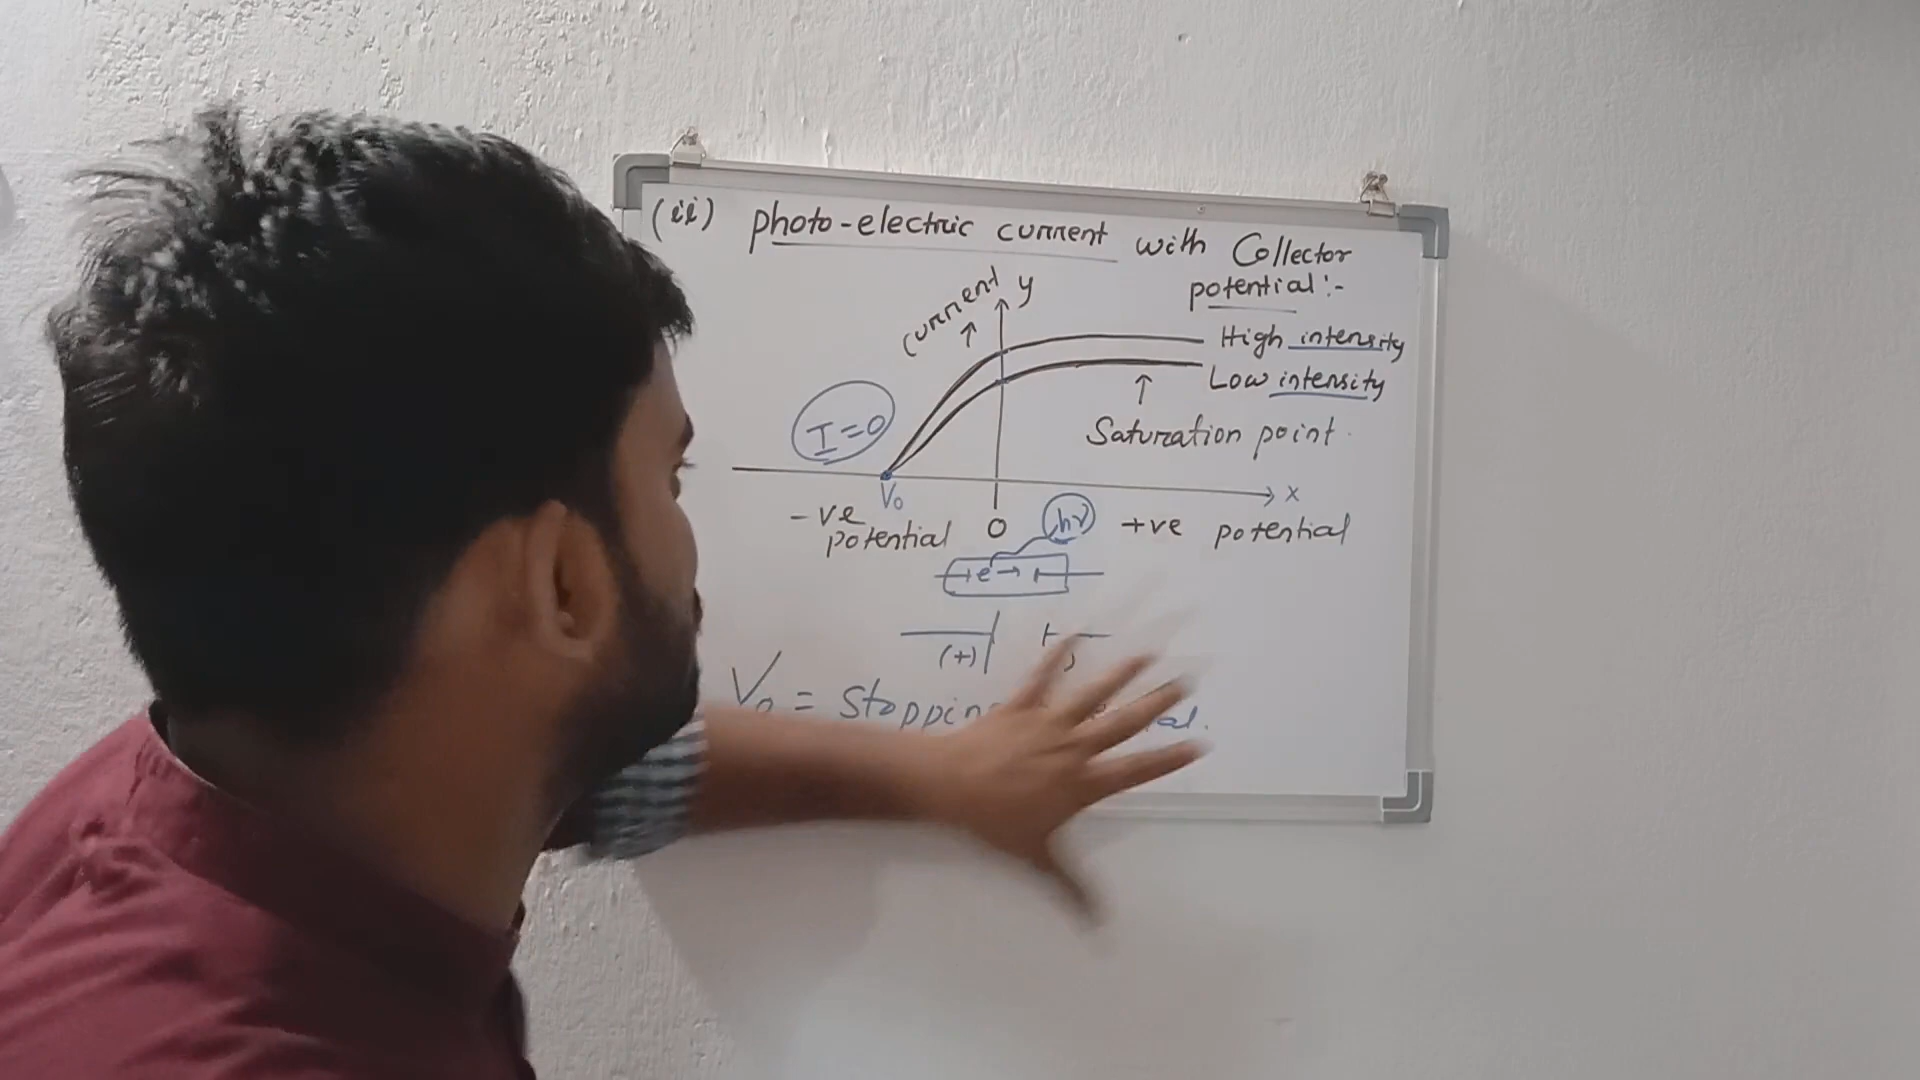 (ii) photo-electric current with Collector
potential:-
current y
High intensity
Low intensity
I=0
Saturation point
V₀
x
-ve
potential
0
hν
+ve potential
e →
(+)
V₀ = Stopping